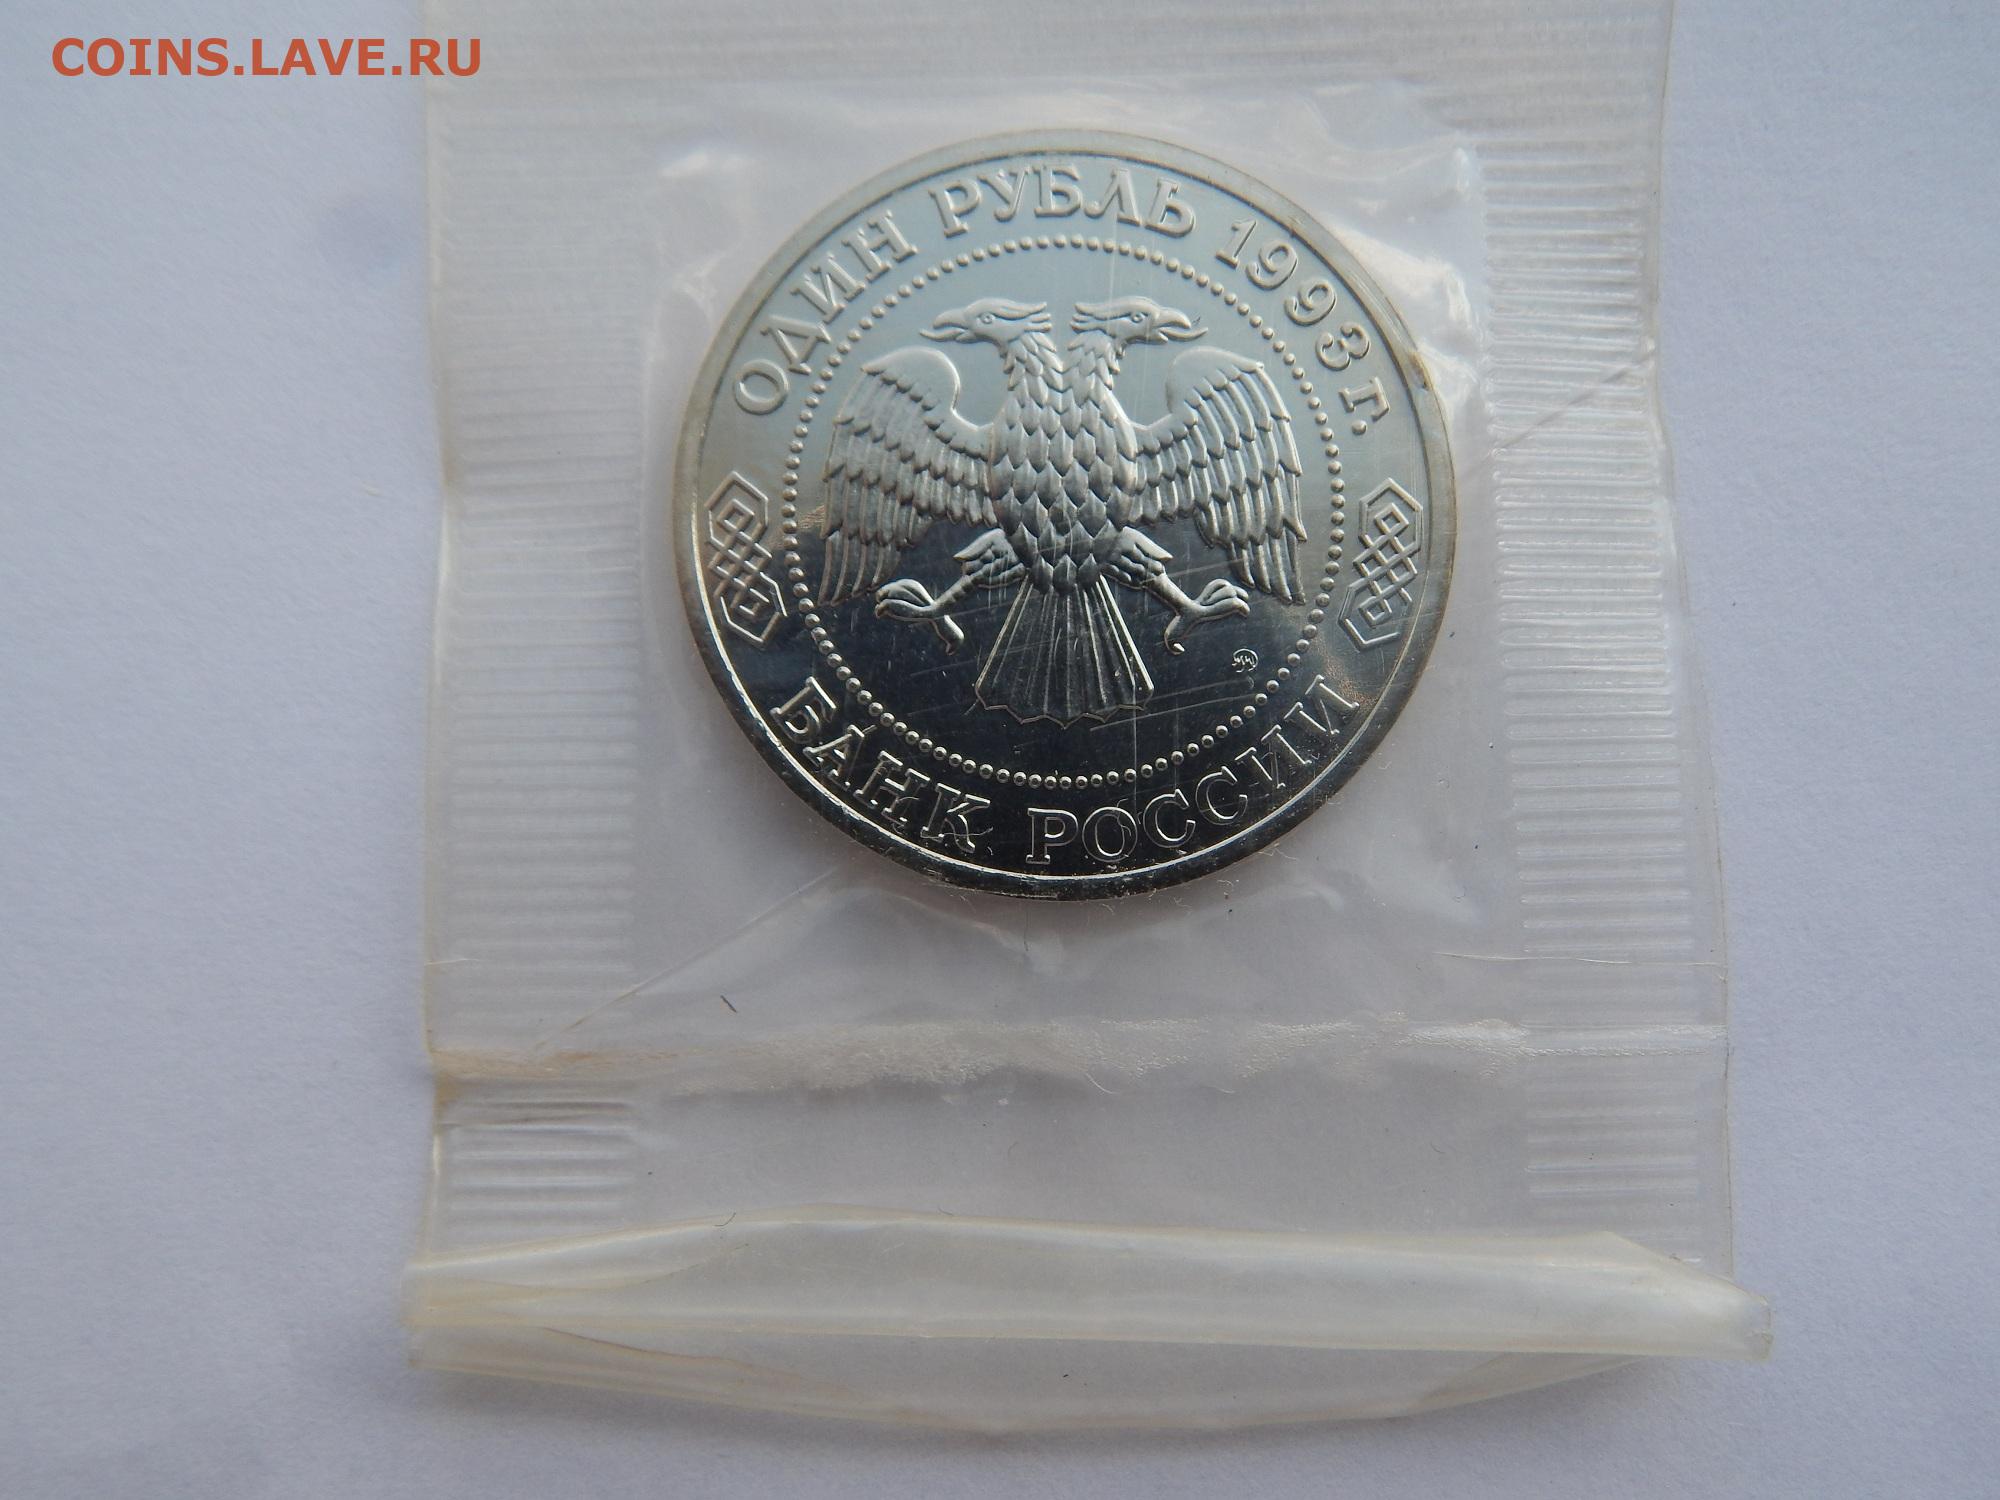 COINS.LAVE.RU
ОДИН РУБЛЬ 1993 г.
БАНК РОССИИ